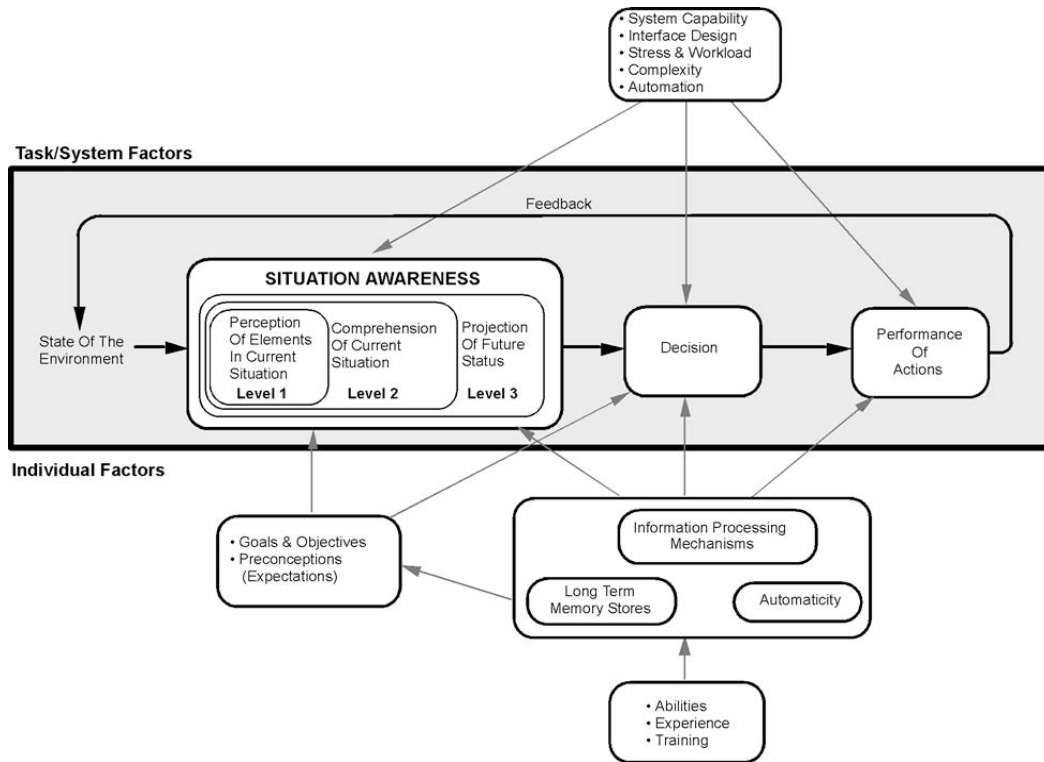 • System Capability
• Interface Design
• Stress & Workload
• Complexity
• Automation
Task/System Factors
Feedback
SITUATION AWARENESS
State Of The
Environment
Perception
Of Elements
In Current
Situation
Level 1
Comprehension
Of Current
Situation
Level 2
Projection
Of Future
Status
Level 3
Decision
Performance
Of
Actions
Individual Factors
• Goals & Objectives
• Preconceptions
(Expectations)
Information Processing
Mechanisms
Long Term
Memory Stores
Automaticity
• Abilities
• Experience
• Training